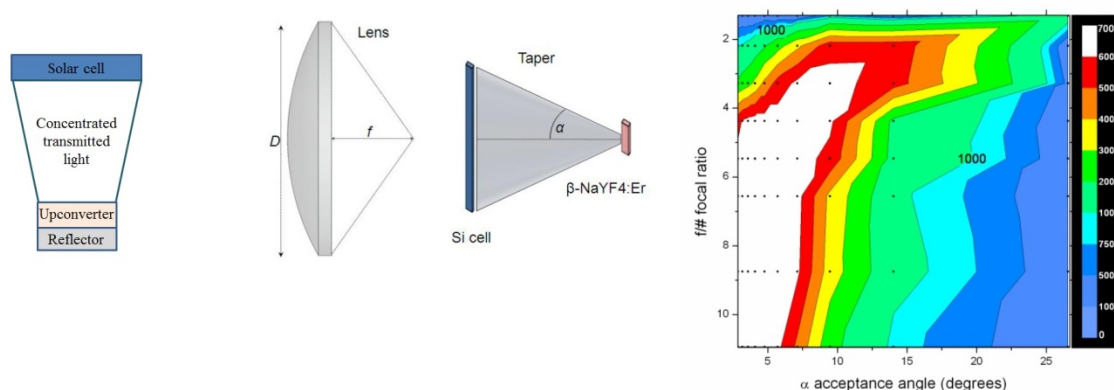 Solar cell
Concentrated
transmitted
light
Upconverter
Reflector
Lens
D
f
Taper
α
β-NaYF4:Er
Si cell
f/# focal ratio
2
4
6
8
10
1000
1000
5
10
15
20
25
α acceptance angle (degrees)
700
600
500
400
300
200
100
750
500
100
0